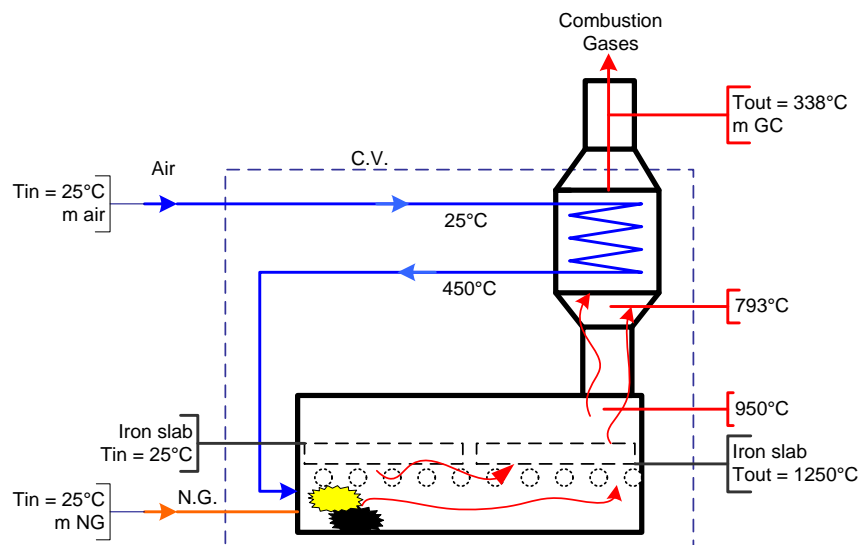 Combustion
Gases
Tout = 338°C
m GC
Air
C.V.
Tin = 25°C
m air
25°C
450°C
793°C
950°C
Iron slab
Tin = 25°C
Iron slab
Tout = 1250°C
Tin = 25°C
m NG
N.G.